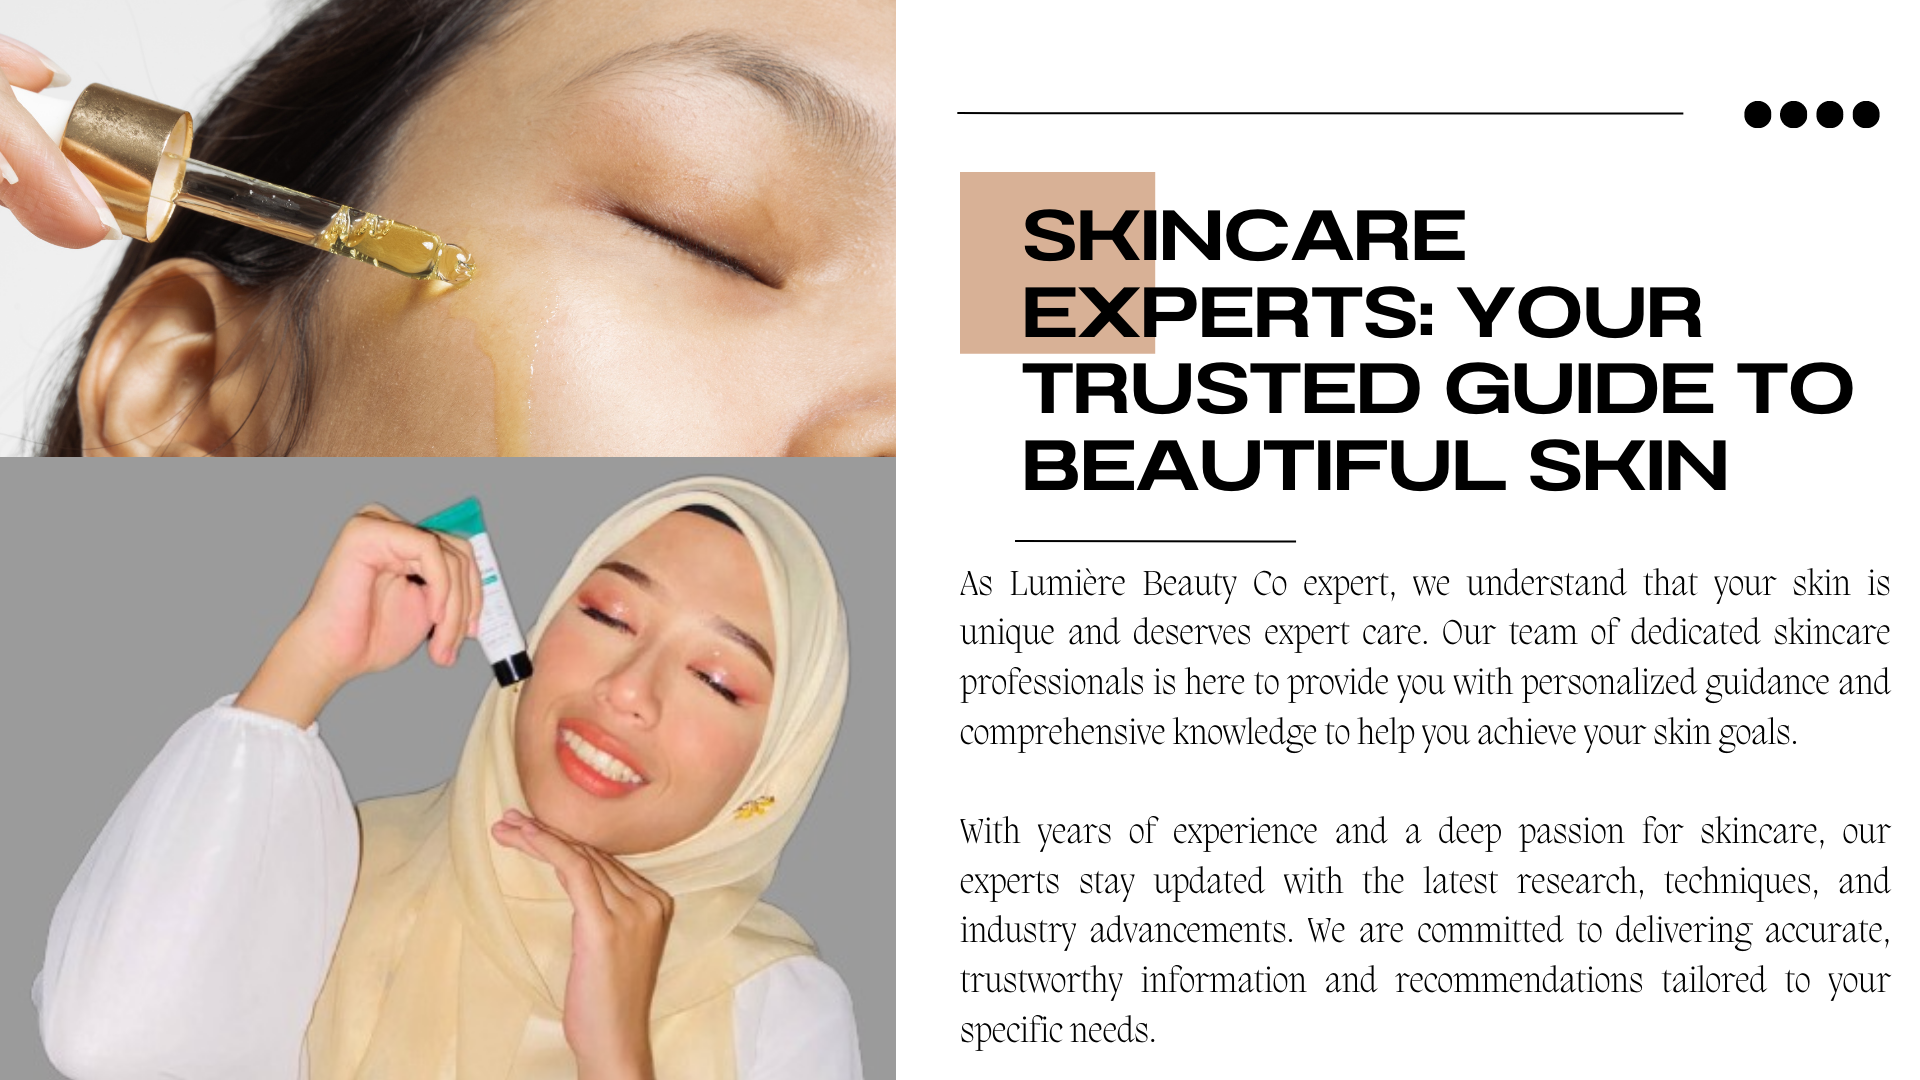 SKINCARE
EXPERTS: YOUR
TRUSTED GUIDE TO
BEAUTIFUL SKIN
As Lumière Beauty Co expert, we understand that your skin is
unique and deserves expert care. Our team of dedicated skincare
professionals is here to provide you with personalized guidance and
comprehensive knowledge to help you achieve your skin goals.
With years of experience and a deep passion for skincare, our
experts stay updated with the latest research, techniques, and
industry advancements. We are committed to delivering accurate,
trustworthy information and recommendations tailored to your
specific needs.